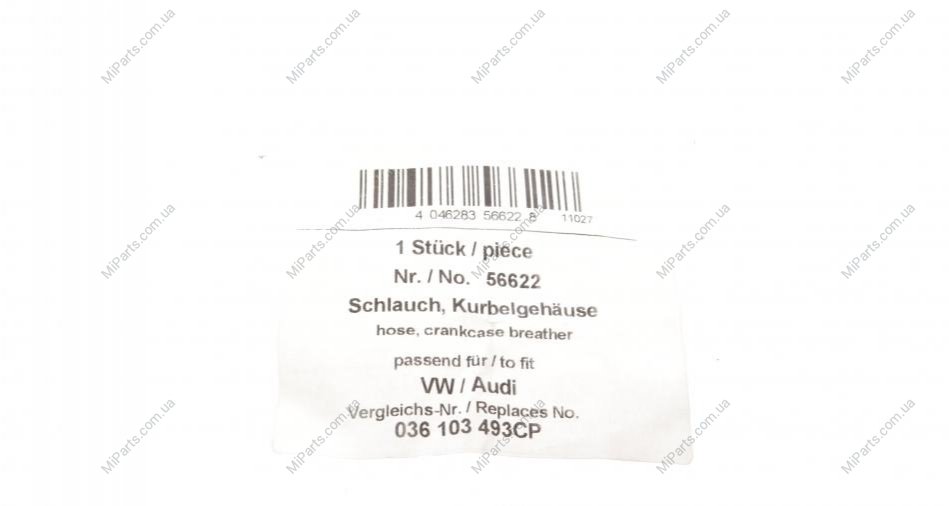 MiParts.com.ua MiParts.com.ua MiParts.com.ua MiParts.com.ua MiParts.com.ua
4 046283 56622 8 11027
1 Stück / piece
MiParts.com.ua MiParts.com.ua MiParts.com.ua MiParts.com.ua MiParts.com.ua
Nr. / No. 56622
Schlauch, Kurbelgehäuse
hose, crankcase breather
passend für / to fit
VW / Audi
Vergleichs-Nr. / Replaces No.
036 103 493CP
MiParts.com.ua MiParts.com.ua MiParts.com.ua MiParts.com.ua MiParts.com.ua